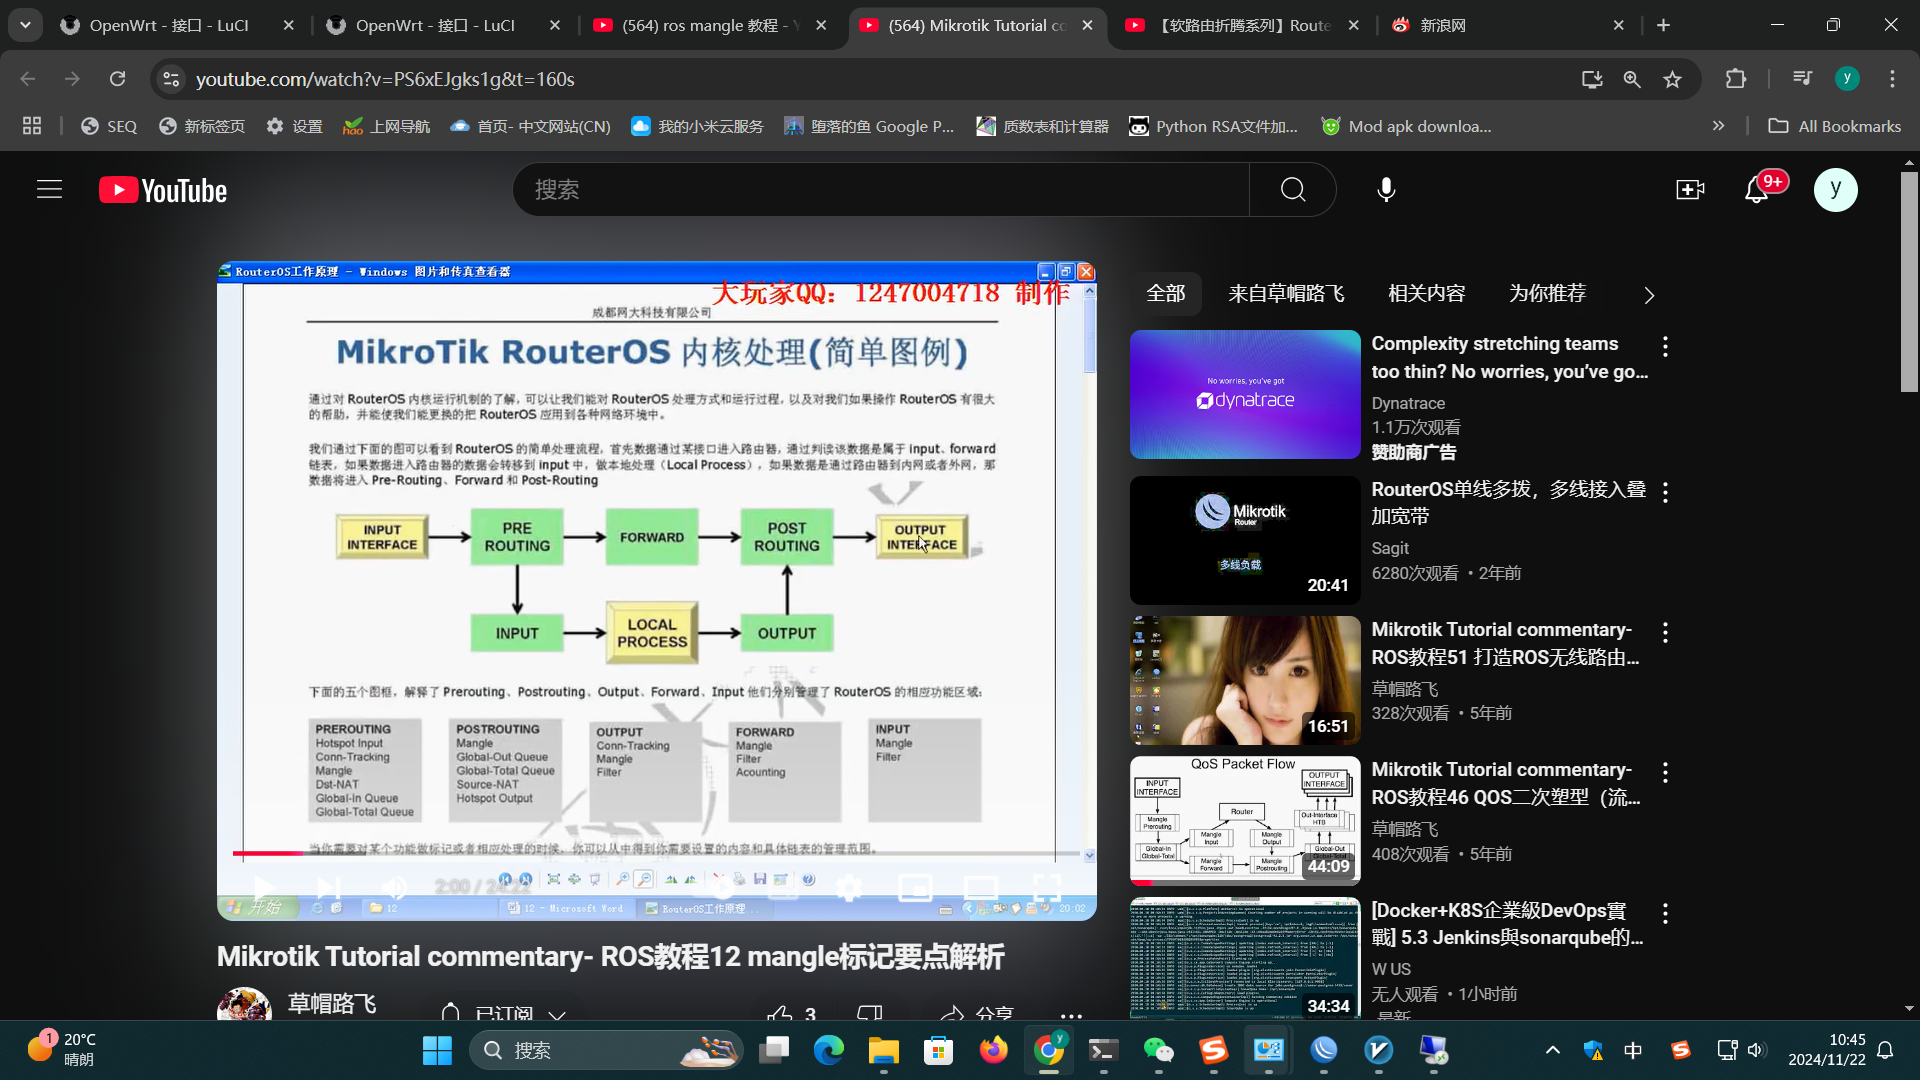 OpenWrt - 接口 - LuCI
OpenWrt - 接口 - LuCI
(564) ros mangle 教程 - Y
(564) Mikrotik Tutorial co
【软路由折腾系列】Route
新浪网
youtube.com/watch?v=PS6xEJgks1g&t=160s
y
SEQ
新标签页
设置
上网导航
首页- 中文网站(CN)
我的小米云服务
堕落的鱼 Google P...
质数表和计算器
Python RSA文件加...
Mod apk downloa...
All Bookmarks
YouTube
搜索
9+
y
RouterOS工作原理 - Windows 图片和传真查看器
大玩家QQ：1247004718 制作
成都网大科技有限公司
MikroTik RouterOS 内核处理(简单图例)
通过对 RouterOS 内核运行机制的了解，可以让我们能对 RouterOS 处理方式和运行过程，以及对我们如果操作 RouterOS 有很大
的帮助，并能使我们能更换的把 RouterOS 应用到各种网络环境中。
我们通过下面的图可以看到 RouterOS 的简单处理流程，首先数据通过某接口进入路由器，通过判读该数据是属于 input、forward
链表，如果数据进入路由器的数据会转移到 input 中，做本地处理（Local Process），如果数据是通过路由器到内网或者外网，那
数据将进入 Pre-Routing、Forward 和 Post-Routing
INPUT INTERFACE
PRE ROUTING
FORWARD
POST ROUTING
OUTPUT INTERFACE
INPUT
LOCAL PROCESS
OUTPUT
下面的五个图框，解释了 Prerouting、Postrouting、Output、Forward、Input 他们分别管理了 RouterOS 的相应功能区域：
PREROUTING
Hotspot Input
Conn-Tracking
Mangle
Dst-NAT
Global-In Queue
Global-Total Queue
POSTROUTING
Mangle
Global-Out Queue
Global-Total Queue
Source-NAT
Hotspot Output
OUTPUT
Conn-Tracking
Mangle
Filter
FORWARD
Mangle
Filter
Acounting
INPUT
Mangle
Filter
当你需要对某个功能做标记或者相应处理的时候，你可以从中得到你需要设置的内容和具体链表的管理范围。
2:00 / 24:22
开始
12
12 - Microsoft Word
RouterOS工作原理 ...
20:02
Mikrotik Tutorial commentary- ROS教程12 mangle标记要点解析
草帽路飞
已订阅
3
分享
全部
来自草帽路飞
相关内容
为你推荐
No worries, you've got
dynatrace
Complexity stretching teams
too thin? No worries, you've go...
Dynatrace
1.1万次观看
赞助商广告
Mikrotik
Router
多线负载
20:41
RouterOS单线多拨，多线接入叠
加宽带
Sagit
6280次观看 • 2年前
16:51
Mikrotik Tutorial commentary-
ROS教程51 打造ROS无线路由...
草帽路飞
328次观看 • 5年前
QoS Packet Flow
INPUT INTERFACE
OUTPUT INTERFACE
Router
Mangle Prerouting
Mangle Input
Mangle Output
Out-Interface HTB
Global-In Global-Total
Mangle Forward
Mangle Postrouting
Global-Out
44:09
Mikrotik Tutorial commentary-
ROS教程46 QOS二次塑型（流...
草帽路飞
408次观看 • 5年前
34:34
[Docker+K8S企業級DevOps實
戰] 5.3 Jenkins與sonarqube的...
W US
无人观看 • 1小时前
最新
1
20°C
晴朗
搜索
y
中
10:45
2024/11/22